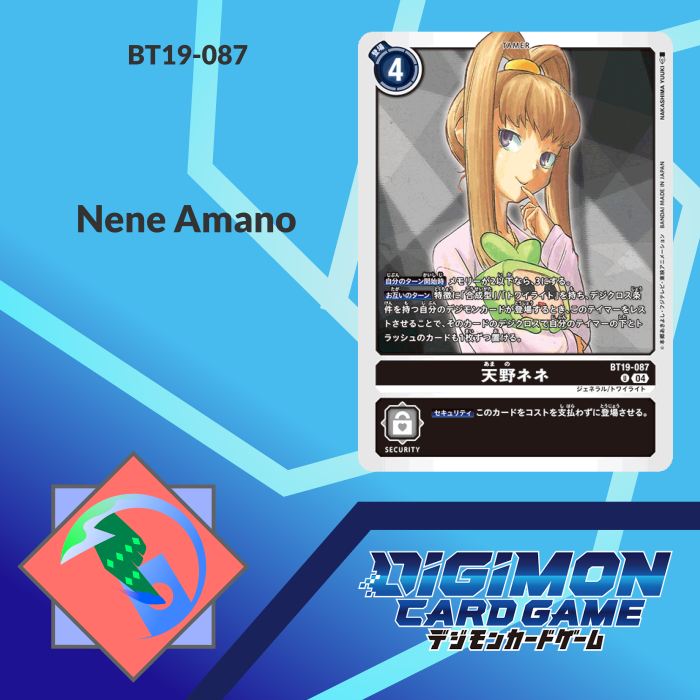 BT19-087
Nene Amano
登場
4
TAMER
NAKASHIMA YUUKI
BANDAI MADE IN JAPAN
自分のターン開始時 メモリーが2以下なら、3にする。
お互いのターン 特徴に「合成型」/「トワイライト」を持ち、デジクロス条
件を持つ自分のデジモンカードが登場するとき、このテイマーをレス
トさせることで、そのカードのデジクロスで自分のテイマーの下とト
ラッシュのカードも1枚ずつ置ける。
BT19-087
天野ネネ
U 04
ジェネラル/トワイライト
セキュリティ このカードをコストを支払わずに登場させる。
SECURITY
DIGIMON
CARD GAME
デジモンカードゲーム